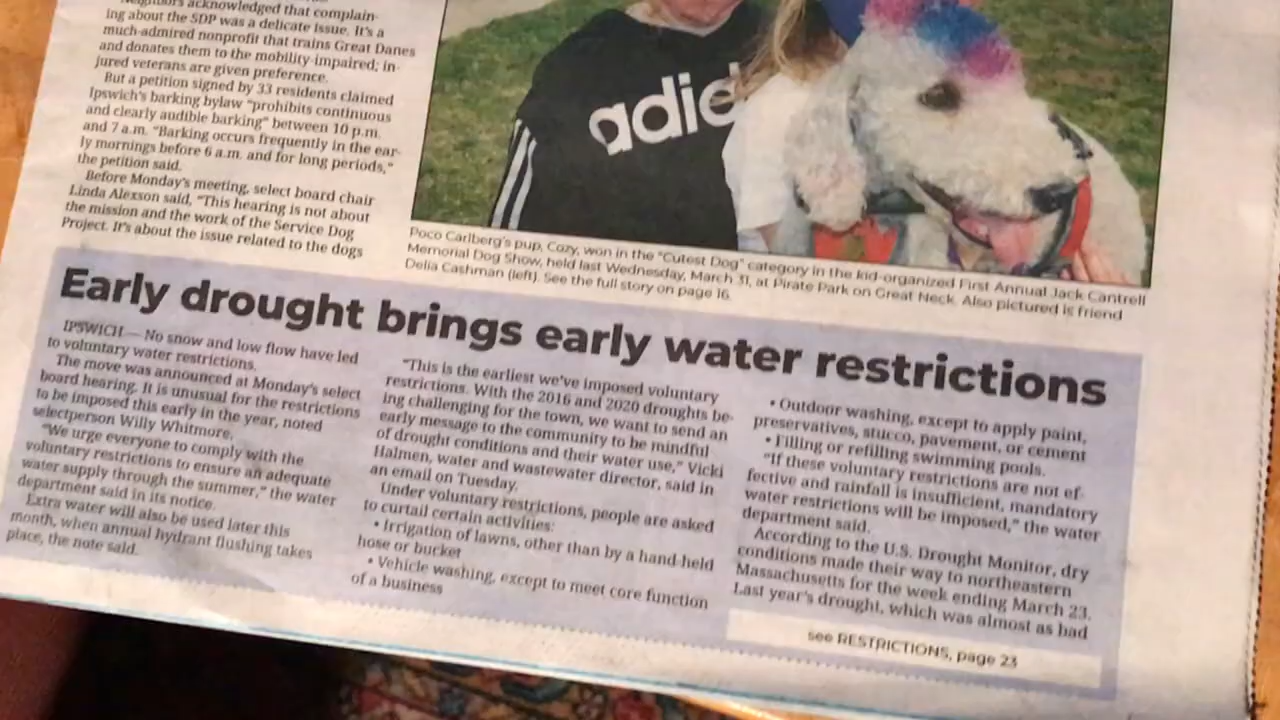 Neighbors acknowledged that complain-
ing about the SDP was a delicate issue. It's a
much-admired nonprofit that trains Great Danes
and donates them to the mobility-impaired; in-
jured veterans are given preference.
But a petition signed by 33 residents claimed
Ipswich's barking bylaw "prohibits continuous
and clearly audible barking" between 10 p.m.
and 7 a.m. "Barking occurs frequently in the ear-
ly mornings before 6 a.m. and for long periods,"
the petition said.
Before Monday's meeting, select board chair
Linda Alexson said, "This hearing is not about
the mission and the work of the Service Dog
Project. It's about the issue related to the dogs
adid
Poco Carlberg's pup, Cozy, won in the "Cutest Dog" category in the kid-organized First Annual Jack Cantrell
Memorial Dog Show, held last Wednesday, March 31, at Pirate Park on Great Neck. Also pictured is friend
Delia Cashman (left). See the full story on page 16.
Early drought brings early water restrictions
IPSWICH — No snow and low flow have led
to voluntary water restrictions.
The move was announced at Monday's select
board hearing. It is unusual for the restrictions
to be imposed this early in the year, noted
selectperson Willy Whitmore.
"We urge everyone to comply with the
voluntary restrictions to ensure an adequate
water supply through the summer," the water
department said in its notice.
Extra water will also be used later this
month, when annual hydrant flushing takes
place, the note said.
"This is the earliest we've imposed voluntary
restrictions. With the 2016 and 2020 droughts be-
ing challenging for the town, we want to send an
early message to the community to be mindful
of drought conditions and their water use," Vicki
Halmen, water and wastewater director, said in
an email on Tuesday.
Under voluntary restrictions, people are asked
to curtail certain activities:
• Irrigation of lawns, other than by a hand-held
hose or bucket
• Vehicle washing, except to meet core function
of a business
• Outdoor washing, except to apply paint,
preservatives, stucco, pavement, or cement
• Filling or refilling swimming pools.
"If these voluntary restrictions are not ef-
fective and rainfall is insufficient, mandatory
water restrictions will be imposed," the water
department said.
According to the U.S. Drought Monitor, dry
conditions made their way to northeastern
Massachusetts for the week ending March 23.
Last year's drought, which was almost as bad
see RESTRICTIONS, page 23